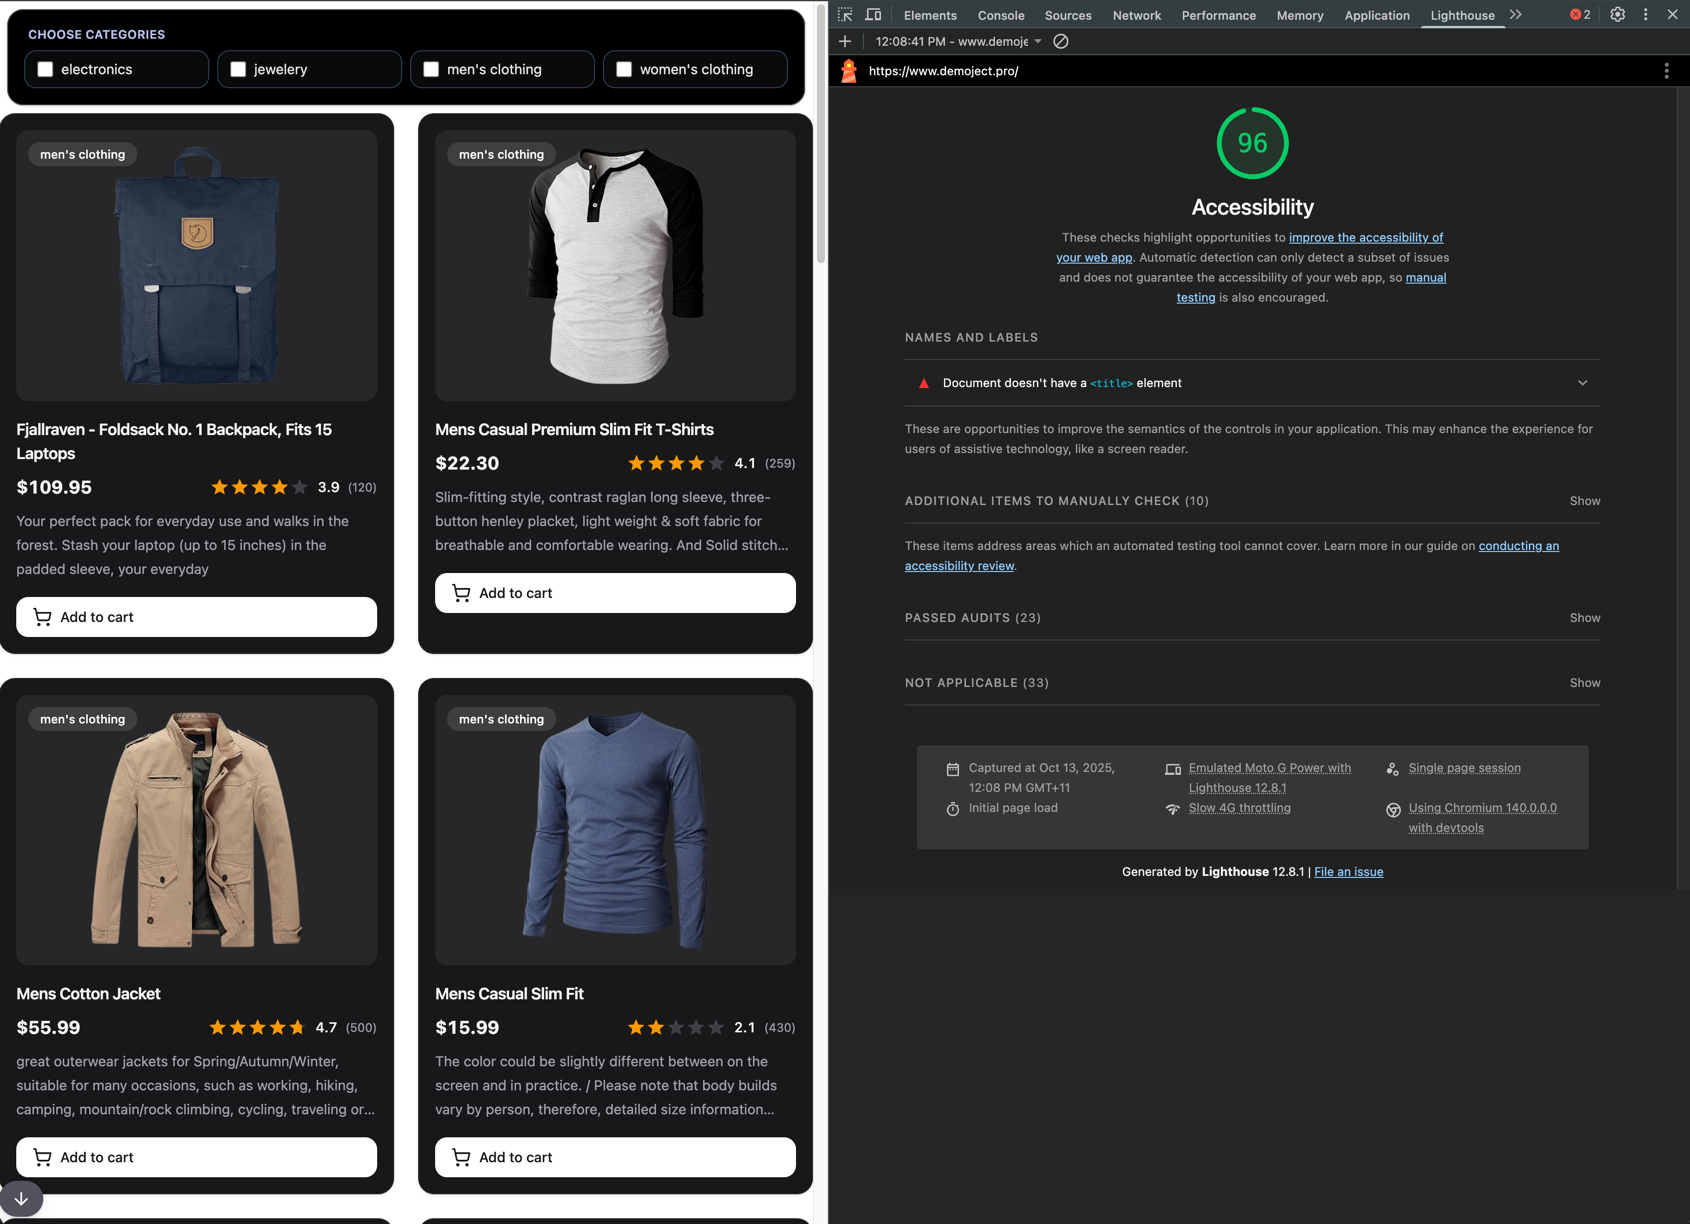 CHOOSE CATEGORIES
electronics
jewelery
men's clothing
women's clothing
men's clothing
Fjallraven - Foldsack No. 1 Backpack, Fits 15
Laptops
$109.95
3.9 (120)
Your perfect pack for everyday use and walks in the
forest. Stash your laptop (up to 15 inches) in the
padded sleeve, your everyday
Add to cart
men's clothing
Mens Casual Premium Slim Fit T-Shirts
$22.30
4.1 (259)
Slim-fitting style, contrast raglan long sleeve, three-
button henley placket, light weight & soft fabric for
breathable and comfortable wearing. And Solid stitch...
Add to cart
men's clothing
Mens Cotton Jacket
$55.99
4.7 (500)
great outerwear jackets for Spring/Autumn/Winter,
suitable for many occasions, such as working, hiking,
camping, mountain/rock climbing, cycling, traveling or...
Add to cart
men's clothing
Mens Casual Slim Fit
$15.99
2.1 (430)
The color could be slightly different between on the
screen and in practice. / Please note that body builds
vary by person, therefore, detailed size information...
Add to cart
Elements Console Sources Network Performance Memory Application Lighthouse 2
12:08:41 PM - www.demoje
https://www.demoject.pro/
96
Accessibility
These checks highlight opportunities to improve the accessibility of
your web app. Automatic detection can only detect a subset of issues
and does not guarantee the accessibility of your web app, so manual
testing is also encouraged.
NAMES AND LABELS
Document doesn't have a <title> element
These are opportunities to improve the semantics of the controls in your application. This may enhance the experience for
users of assistive technology, like a screen reader.
ADDITIONAL ITEMS TO MANUALLY CHECK (10) Show
These items address areas which an automated testing tool cannot cover. Learn more in our guide on conducting an
accessibility review.
PASSED AUDITS (23) Show
NOT APPLICABLE (33) Show
Captured at Oct 13, 2025,
12:08 PM GMT+11
Initial page load
Emulated Moto G Power with
Lighthouse 12.8.1
Slow 4G throttling
Single page session
Using Chromium 140.0.0.0
with devtools
Generated by Lighthouse 12.8.1 | File an issue